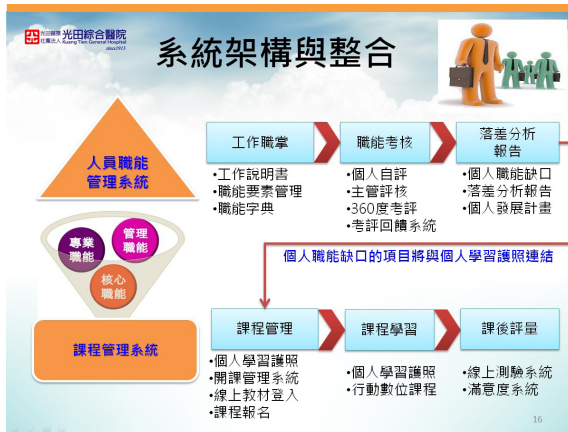 光田醫療
社團法人
光田綜合醫院
Kuang Tien General Hospital
since1913
系統架構與整合
人員職能
管理系統
工作職掌
•工作說明書
•職能要素管理
•職能字典
職能考核
•個人自評
•主管評核
•360度考評
•考評回饋系統
落差分析
報告
•個人職能缺口
•落差分析報告
•個人發展計畫
專業
職能
管理
職能
核心
職能
個人職能缺口的項目將與個人學習護照連結
課程管理系統
課程管理
•個人學習護照
•開課管理系統
•線上教材登入
•課程報名
課程學習
•個人學習護照
•行動數位課程
課後評量
•線上測驗系統
•滿意度系統
16